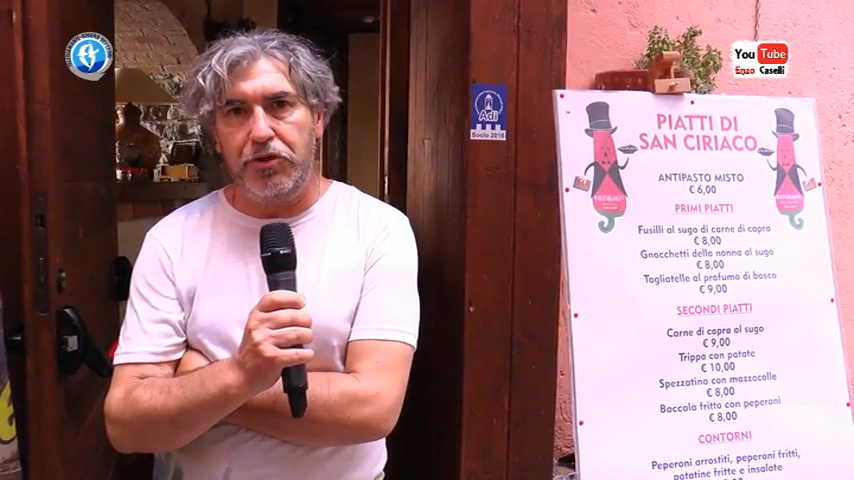 You Tube
Enzo Caselli
Adi
Socio 2016
PIATTI DI
SAN CIRIACO
ANTIPASTO MISTO
€ 6,00
PRIMI PIATTI
Fusilli al sugo di carne di capra
€ 8,00
Gnocchetti della nonna al sugo
€ 8,00
Tagliatelle al profumo di bosco
€ 9,00
SECONDI PIATTI
Carne di capra al sugo
€ 9,00
Trippa con patate
€ 10,00
Spezzatino con mazzacolle
€ 8,00
Baccalà fritto con peperoni
€ 8,00
CONTORNI
Peperoni arrostiti, peperoni fritti,
patatine fritte e insalate